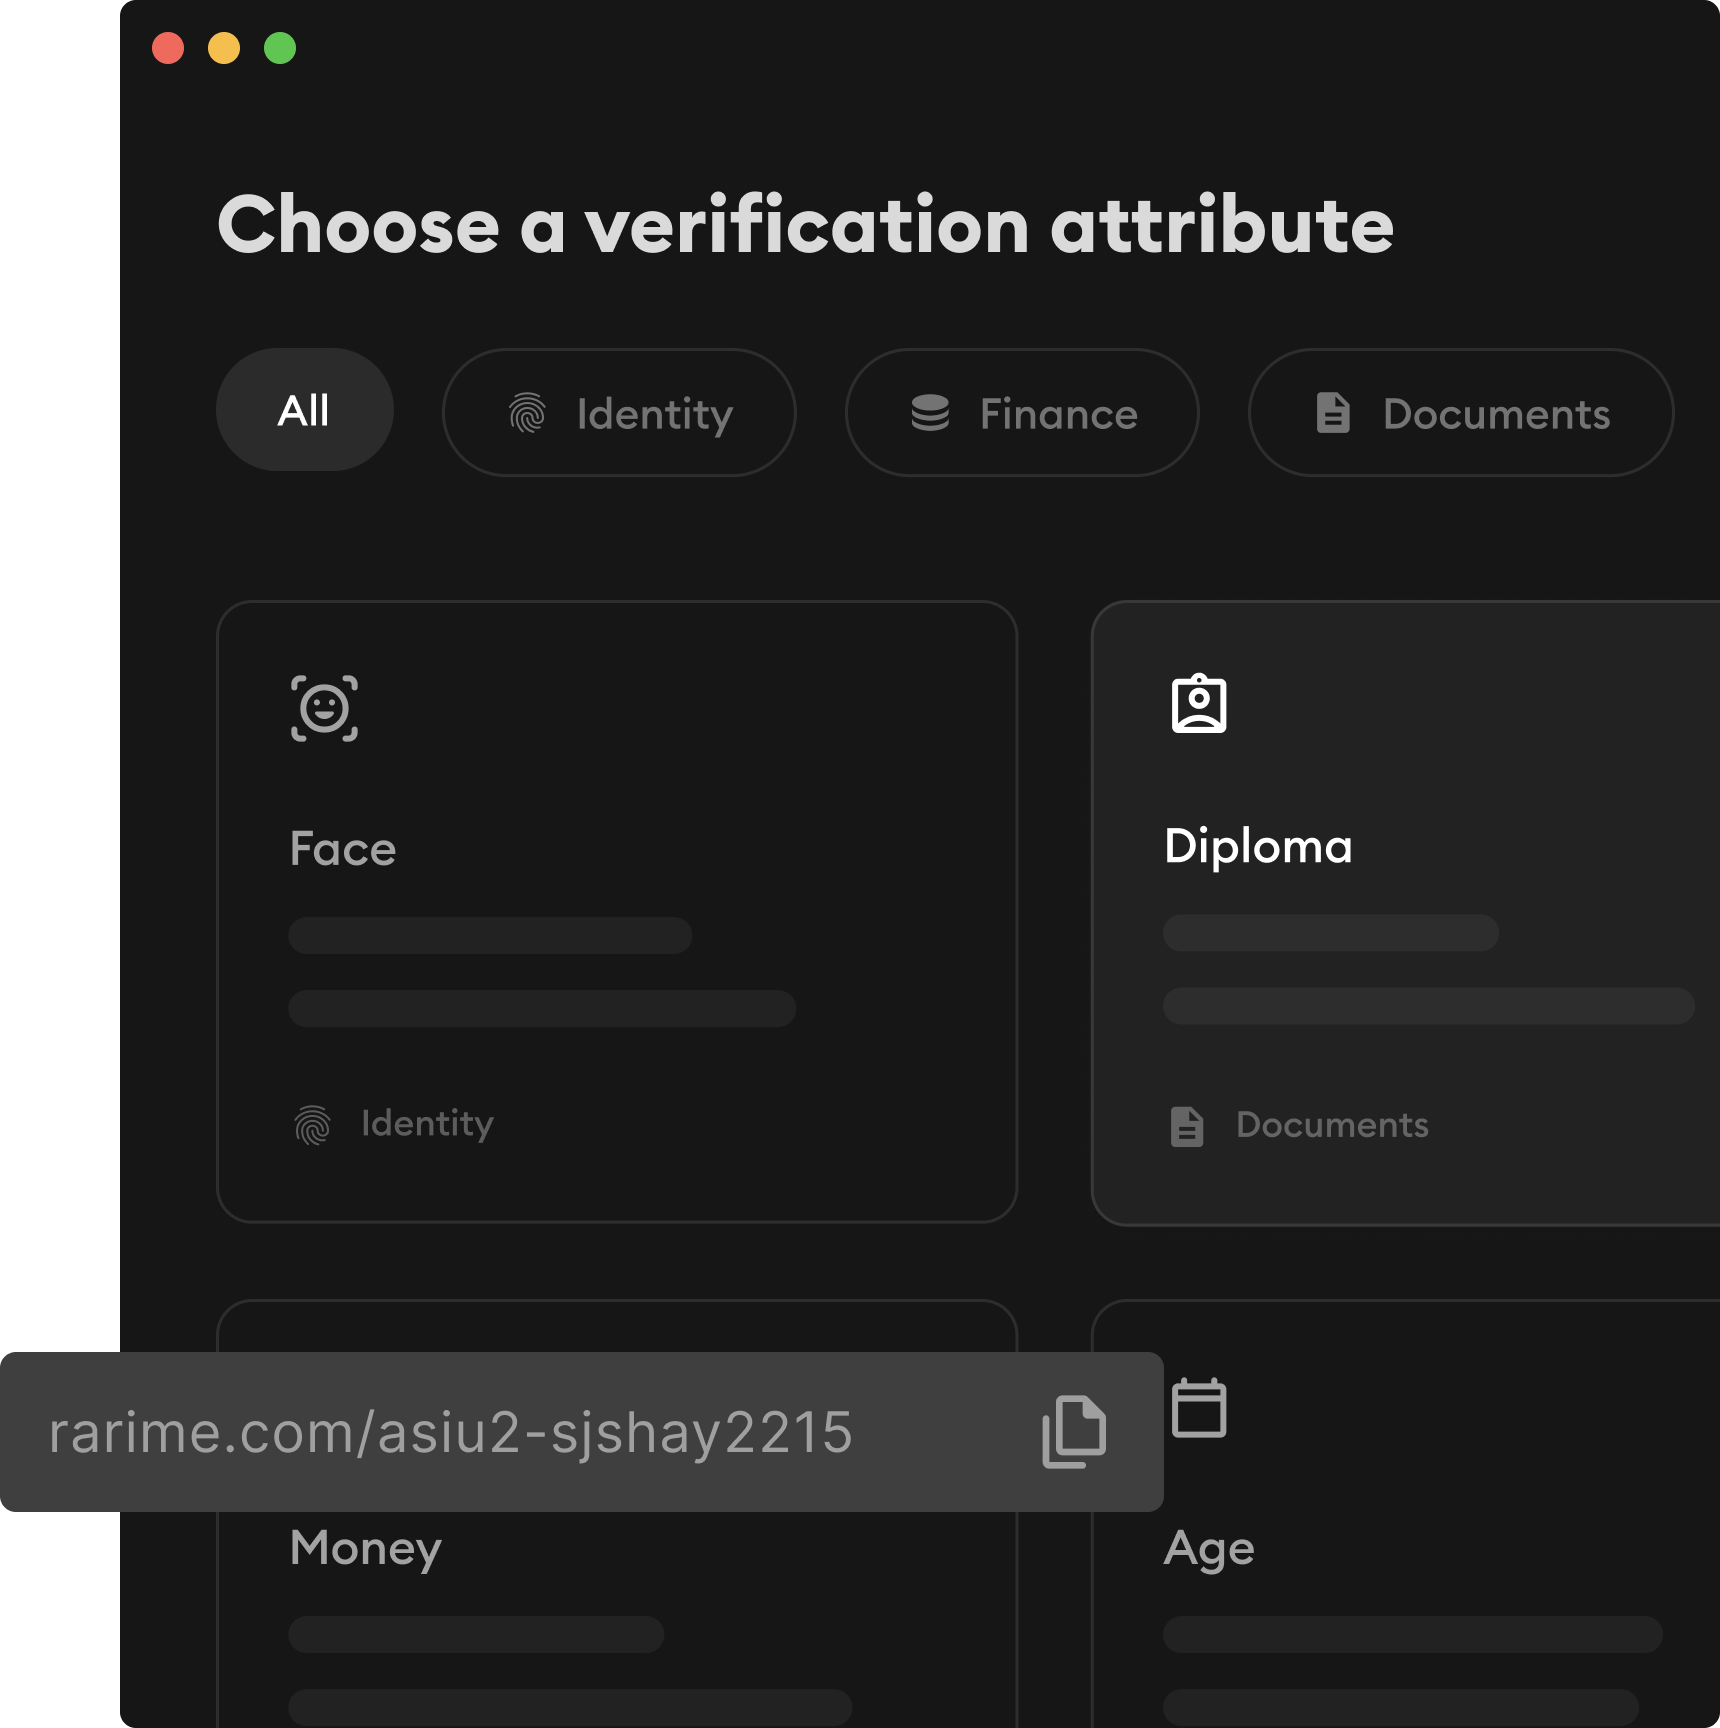 Choose a verification attribute
All
Identity
Finance
Documents
Face
Diploma
Identity
Documents
rarime.com/asiu2-sjshay2215
Money
Age